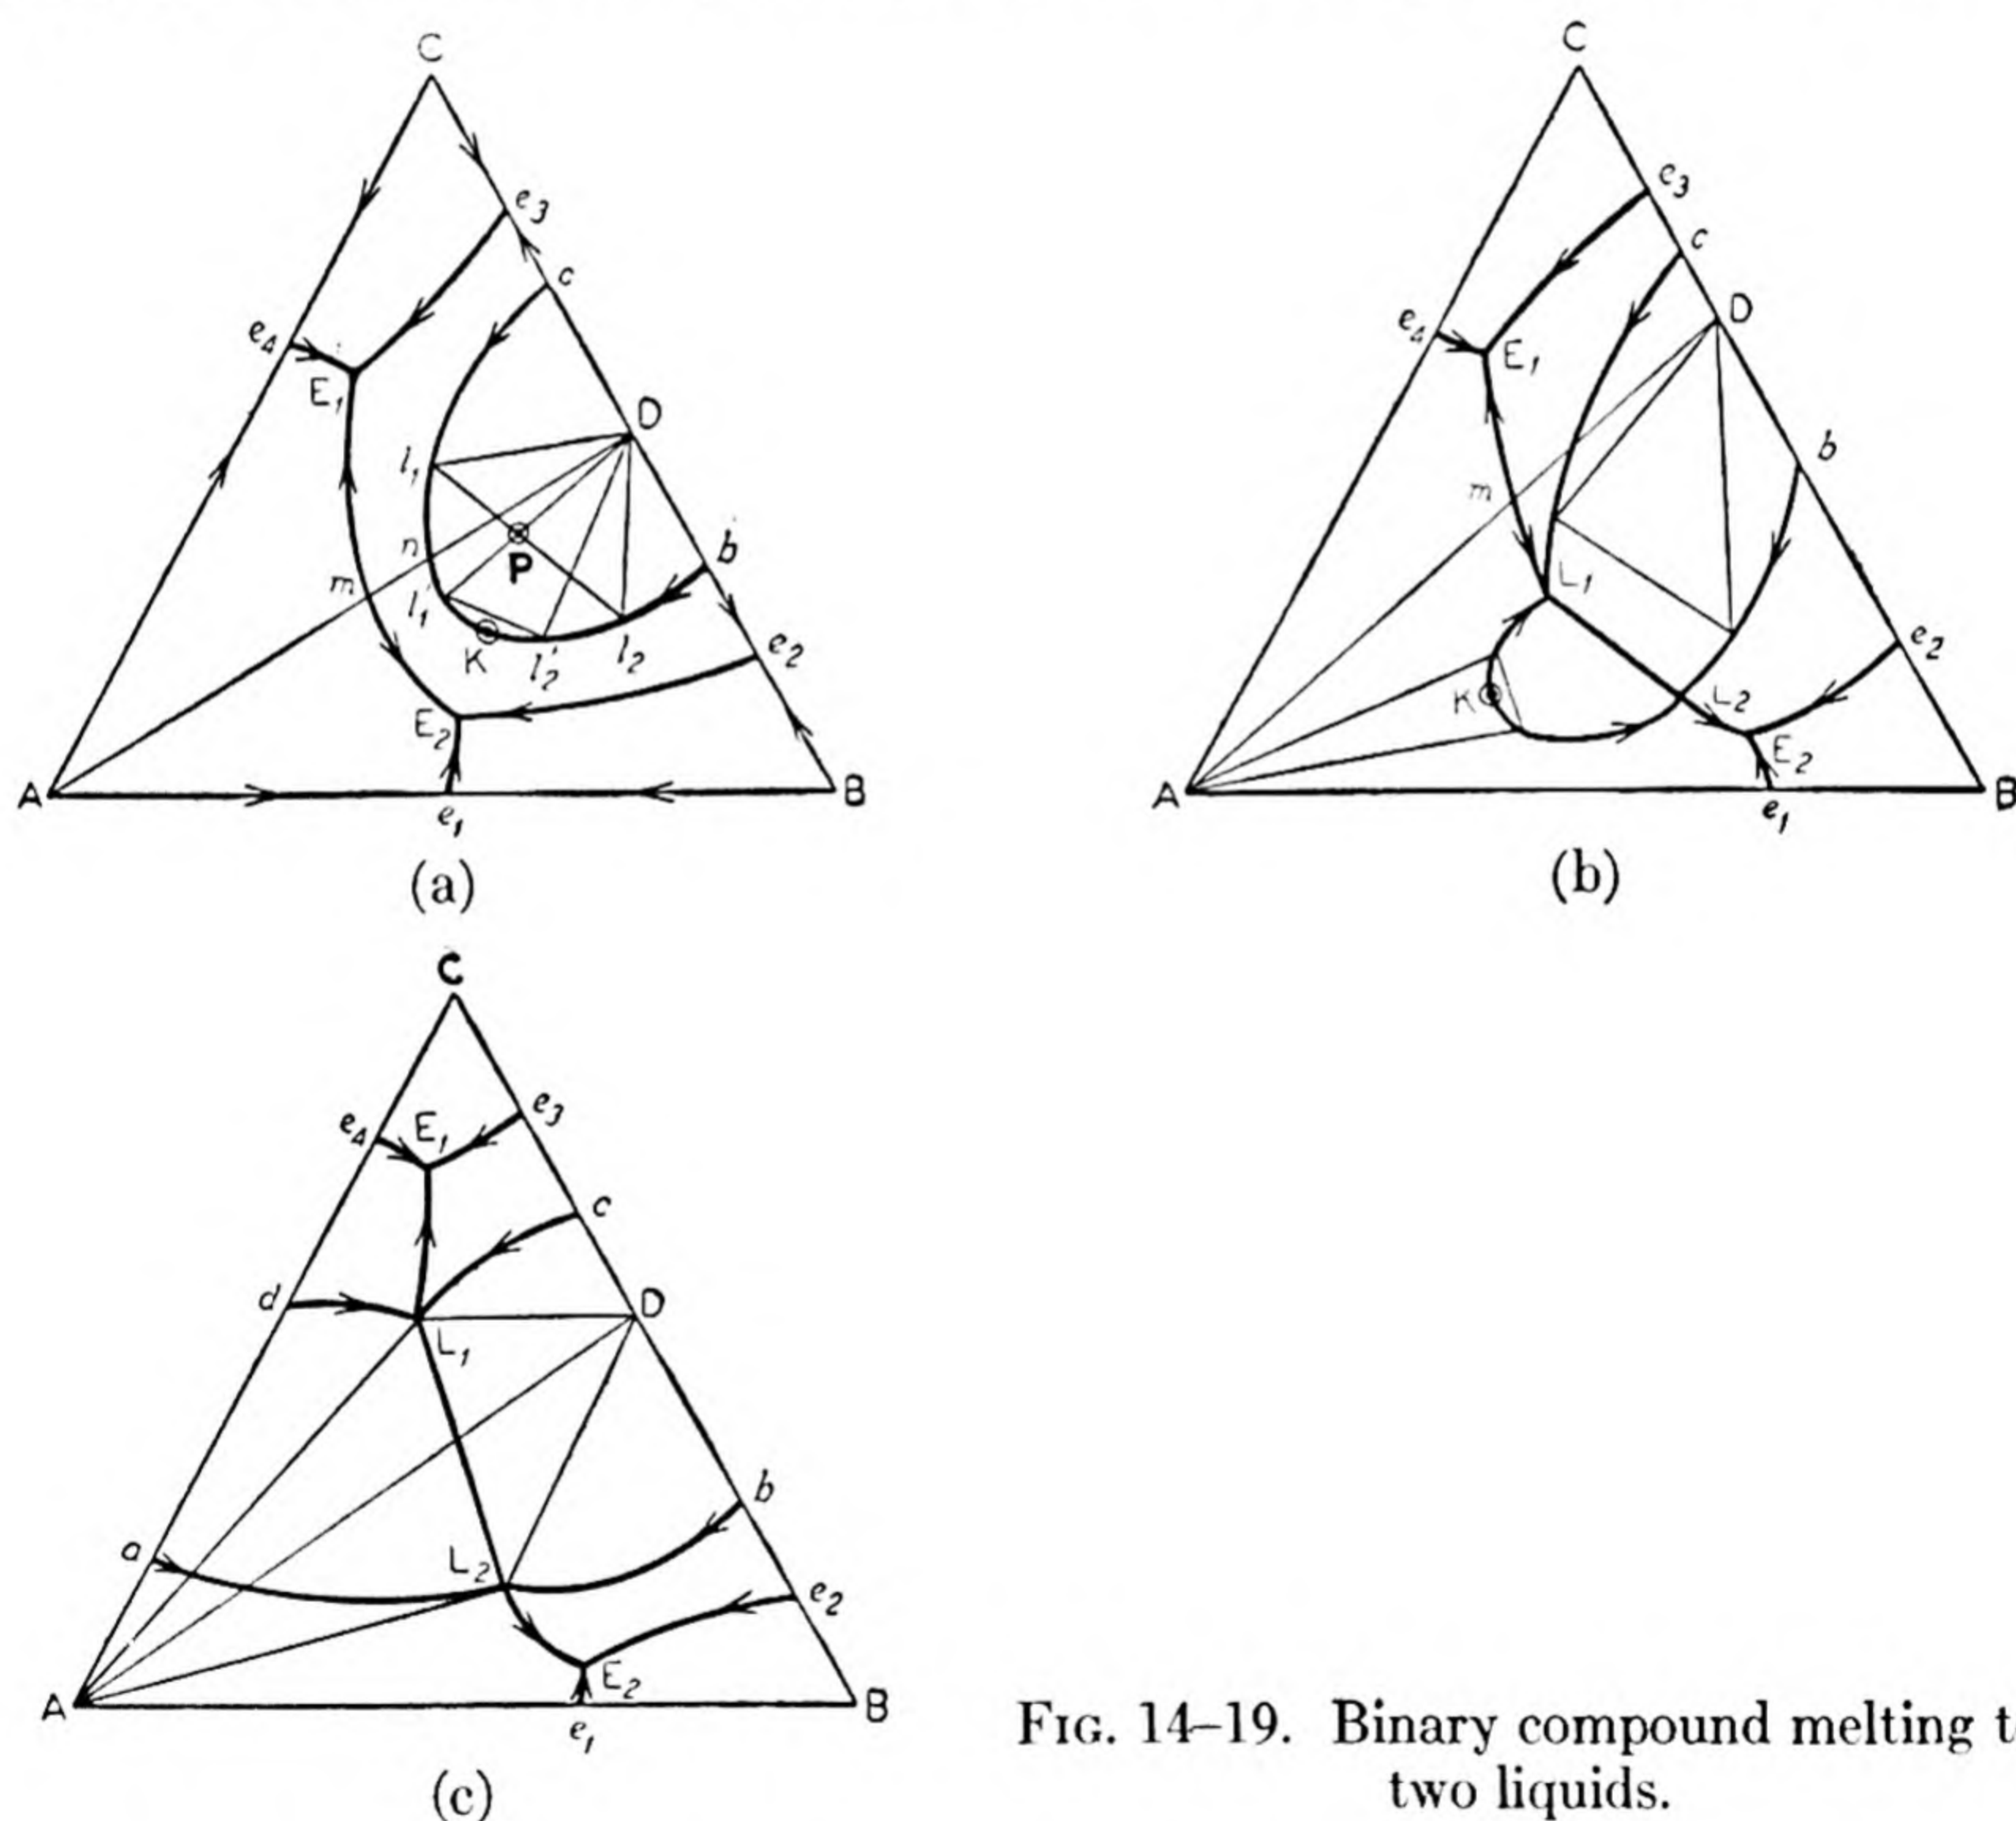 C
e3
c
e4
E1
D
l1
n
P
b
m
l1'
K
l2'
l2
e2
E2
A
e1
B
(a)
C
e3
c
D
e4
E1
b
m
L1
e2
K
L2
E2
A
e1
B
(b)
C
e4
E1
e3
c
d
L1
D
b
a
L2
e2
E2
A
e1
B
(c)
FIG. 14–19. Binary compound melting t
two liquids.